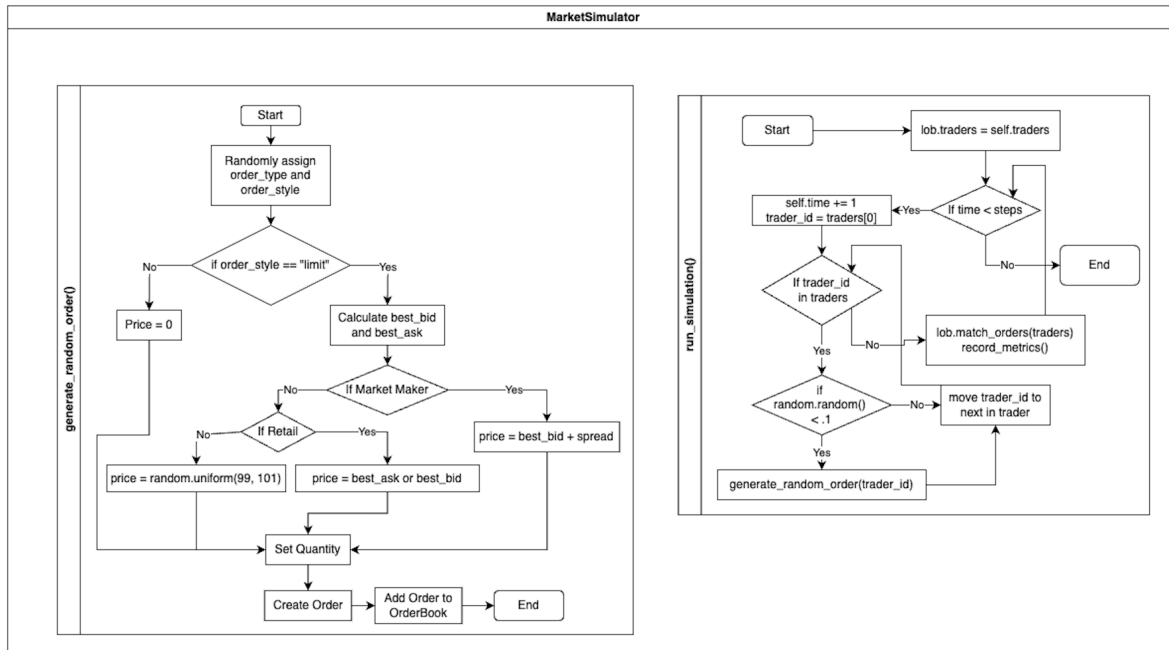 MarketSimulator
generate_random_order()
Start
Randomly assign
order_type and
order_style
if order_style == "limit"
No
Yes
Price = 0
Calculate best_bid
and best_ask
If Market Maker
No
Yes
If Retail
No
Yes
price = best_bid + spread
price = random.uniform(99, 101)
price = best_ask or best_bid
Set Quantity
Create Order
Add Order to
OrderBook
End
run_simulation()
Start
lob.traders = self.traders
If time < steps
Yes
No
End
self.time += 1
trader_id = traders[0]
If trader_id
in traders
No
Yes
lob.match_orders(traders)
record_metrics()
if
random.random()
< .1
No
Yes
move trader_id to
next in trader
generate_random_order(trader_id)